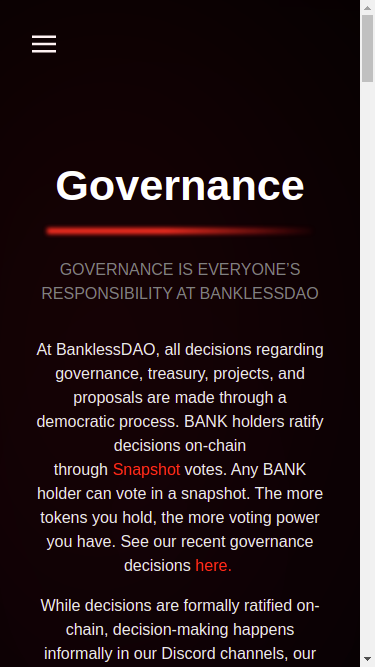 Governance
GOVERNANCE IS EVERYONE’S
RESPONSIBILITY AT BANKLESSDAO
At BanklessDAO, all decisions regarding
governance, treasury, projects, and
proposals are made through a
democratic process. BANK holders ratify
decisions on-chain
through Snapshot votes. Any BANK
holder can vote in a snapshot. The more
tokens you hold, the more voting power
you have. See our recent governance
decisions here.
While decisions are formally ratified on-
chain, decision-making happens
informally in our Discord channels, our